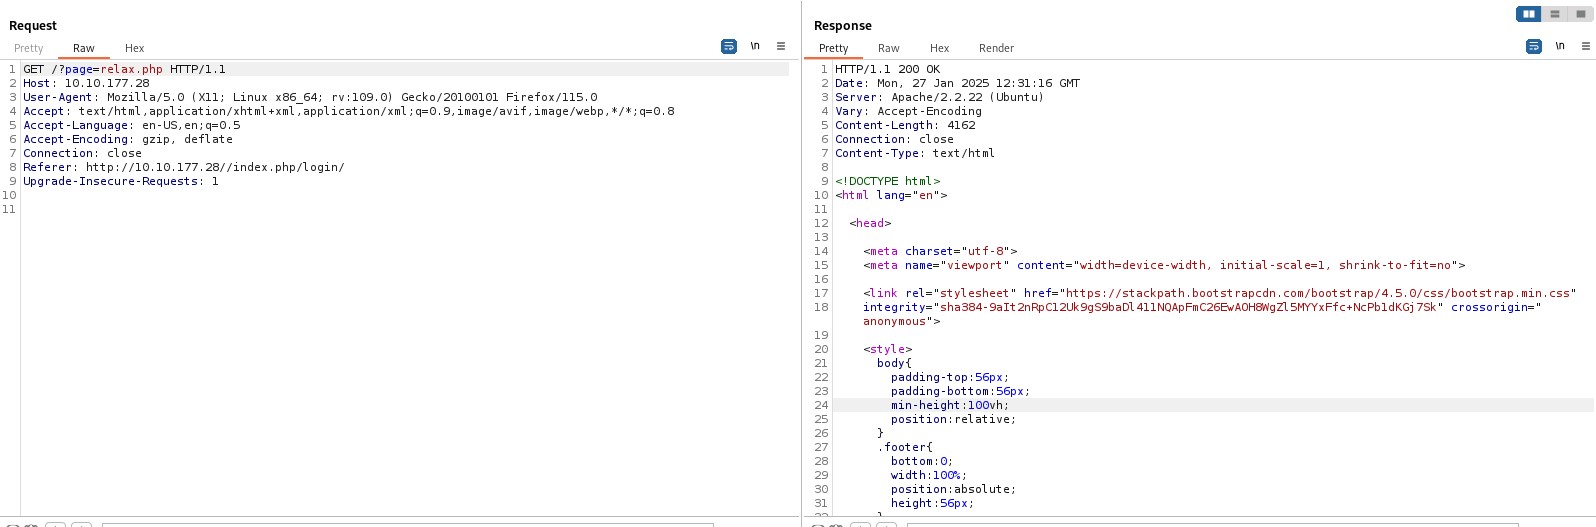 Request
Pretty Raw Hex
\n
1 GET /?page=relax.php HTTP/1.1
2 Host: 10.10.177.28
3 User-Agent: Mozilla/5.0 (X11; Linux x86_64; rv:109.0) Gecko/20100101 Firefox/115.0
4 Accept: text/html,application/xhtml+xml,application/xml;q=0.9,image/avif,image/webp,*/*;q=0.8
5 Accept-Language: en-US,en;q=0.5
6 Accept-Encoding: gzip, deflate
7 Connection: close
8 Referer: http://10.10.177.28//index.php/login/
9 Upgrade-Insecure-Requests: 1
10
11
Response
Pretty Raw Hex Render
\n
1 HTTP/1.1 200 OK
2 Date: Mon, 27 Jan 2025 12:31:16 GMT
3 Server: Apache/2.2.22 (Ubuntu)
4 Vary: Accept-Encoding
5 Content-Length: 4162
6 Connection: close
7 Content-Type: text/html
8
9 <!DOCTYPE html>
10 <html lang="en">
11
12 <head>
13
14 <meta charset="utf-8">
15 <meta name="viewport" content="width=device-width, initial-scale=1, shrink-to-fit=no">
16
17 <link rel="stylesheet" href="https://stackpath.bootstrapcdn.com/bootstrap/4.5.0/css/bootstrap.min.css"
18 integrity="sha384-9aIt2nRpC12Uk9gS9baDl411NQApFmC26EwAOH8WgZl5MYYxFfc+NcPb1dKGj7Sk" crossorigin="
anonymous">
19
20 <style>
21 body{
22 padding-top:56px;
23 padding-bottom:56px;
24 min-height:100vh;
25 position:relative;
26 }
27 .footer{
28 bottom:0;
29 width:100%;
30 position:absolute;
31 height:56px;